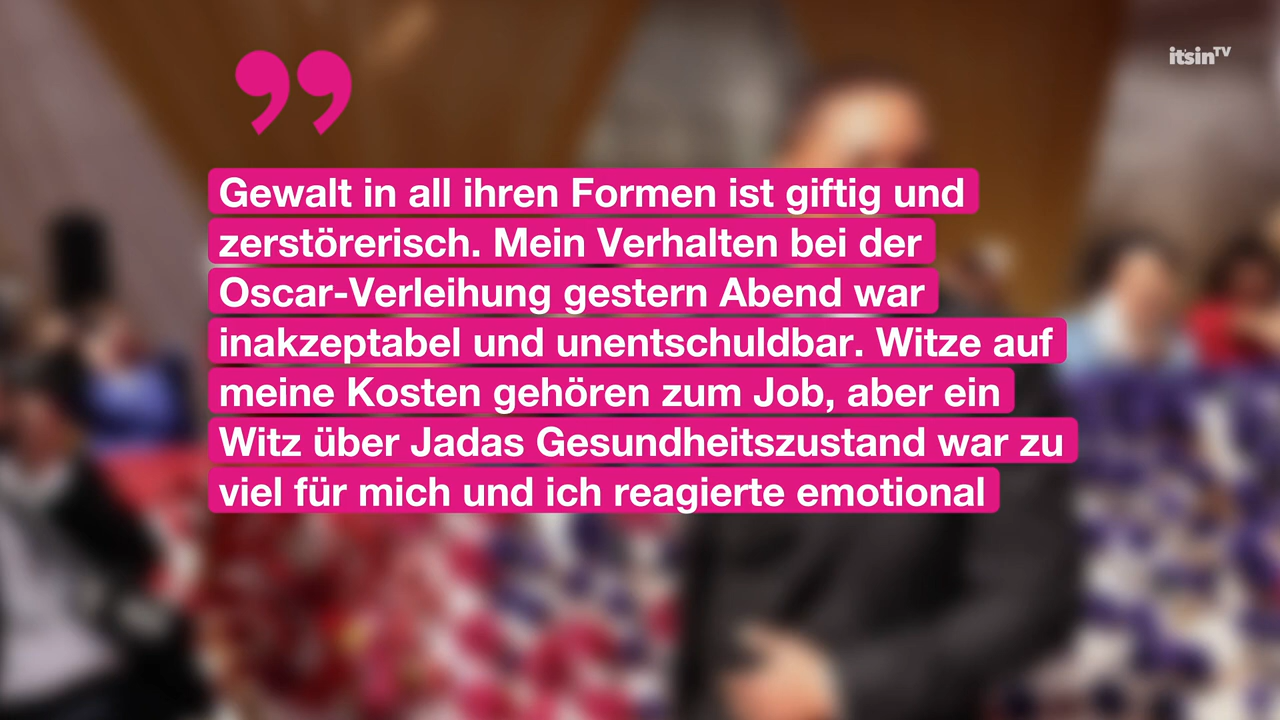 itsinTV
”
Gewalt in all ihren Formen ist giftig und
zerstörerisch. Mein Verhalten bei der
Oscar-Verleihung gestern Abend war
inakzeptabel und unentschuldbar. Witze auf
meine Kosten gehören zum Job, aber ein
Witz über Jadas Gesundheitszustand war zu
viel für mich und ich reagierte emotional